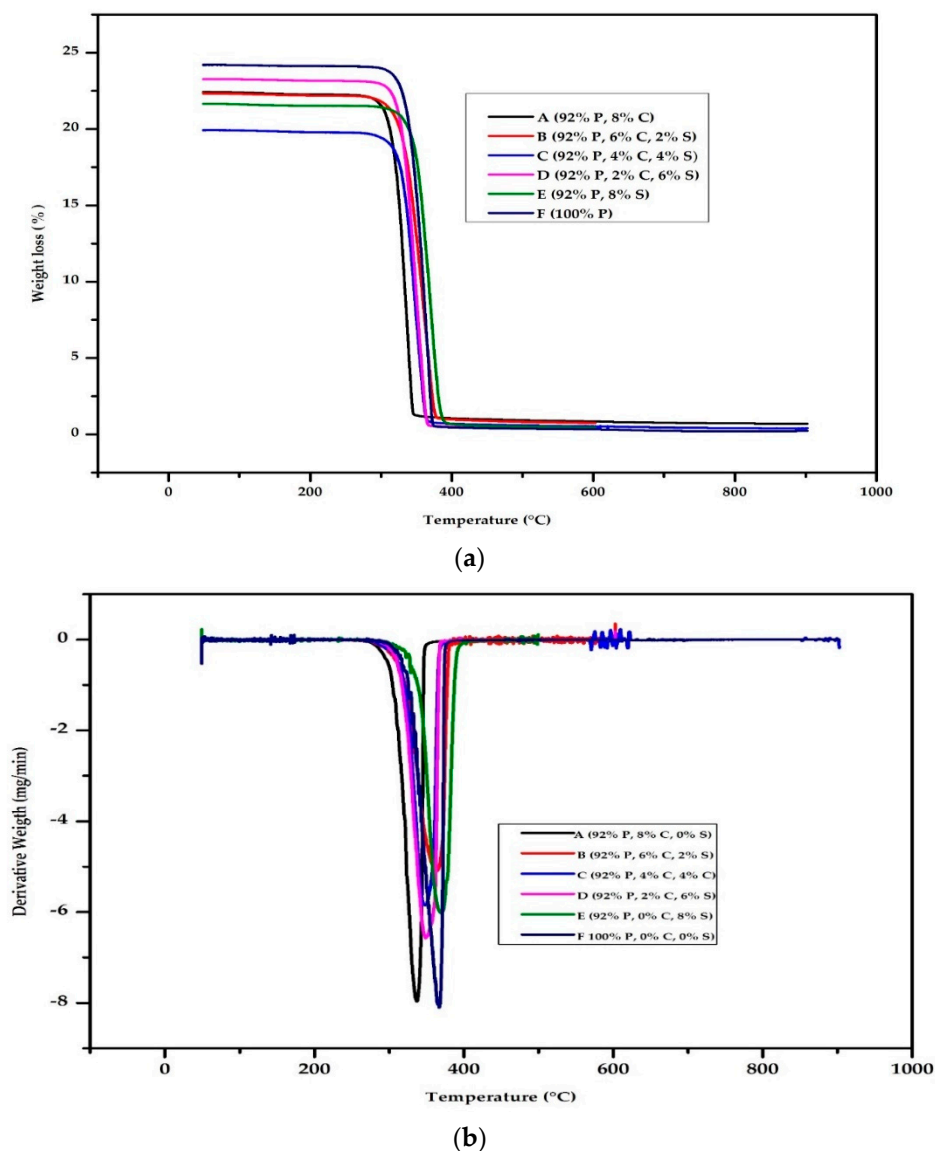 25
20
15
10
5
0
Weight loss (%)
A (92% P, 8% C)
B (92% P, 6% C, 2% S)
C (92% P, 4% C, 4% S)
D (92% P, 2% C, 6% S)
E (92% P, 8% S)
F (100% P)
0 200 400 600 800 1000
Temperature (°C)
(a)
0
-2
-4
-6
-8
Derivative Weigth (mg/min)
A (92% P, 8% C, 0% S)
B (92% P, 6% C, 2% S)
C (92% P, 4% C, 4% C)
D (92% P, 2% C, 6% S)
E (92% P, 0% C, 8% S)
F 100% P, 0% C, 0% S)
0 200 400 600 800 1000
Temperature (°C)
(b)